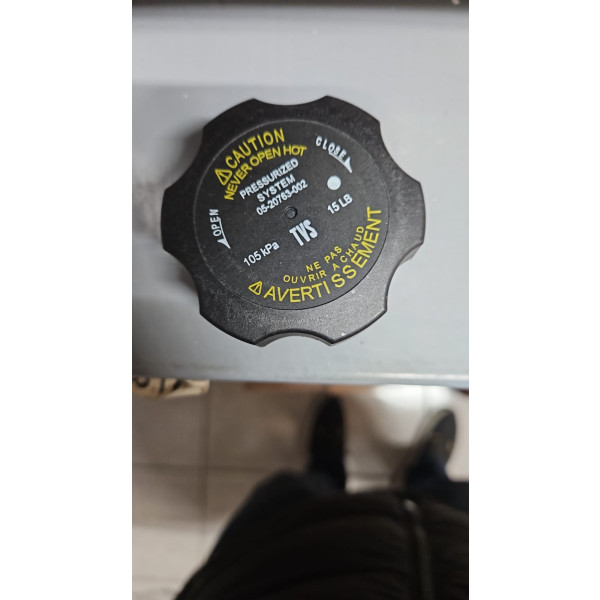 ⚠ CAUTION
NEVER OPEN HOT
CLOSE
PRESSURIZED
SYSTEM
05-20763-002
OPEN
15 LB
TVS
105 kPa
NE PAS
OUVRIR À CHAUD
⚠ AVERTISSEMENT